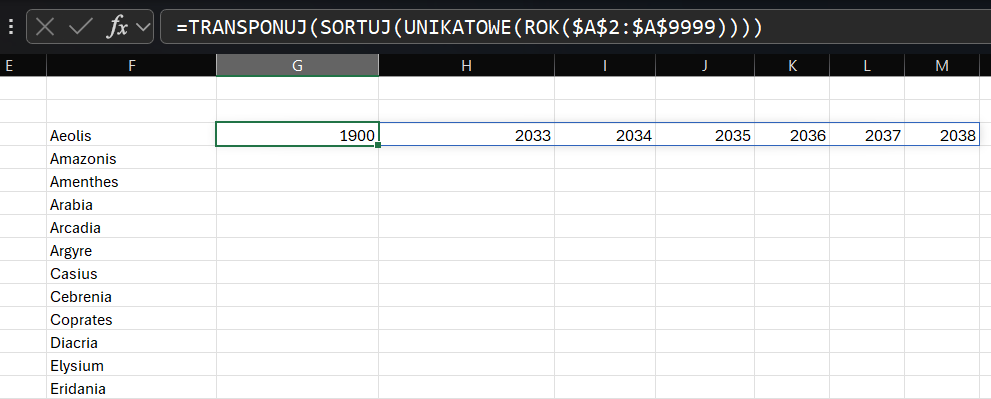 fx =TRANSPONUJ(SORTUJ(UNIKATOWE(ROK($A$2:$A$9999))))
E F G H I J K L M
Aeolis 1900 2033 2034 2035 2036 2037 2038
Amazonis
Amenthes
Arabia
Arcadia
Argyre
Casius
Cebrenia
Coprates
Diacria
Elysium
Eridania